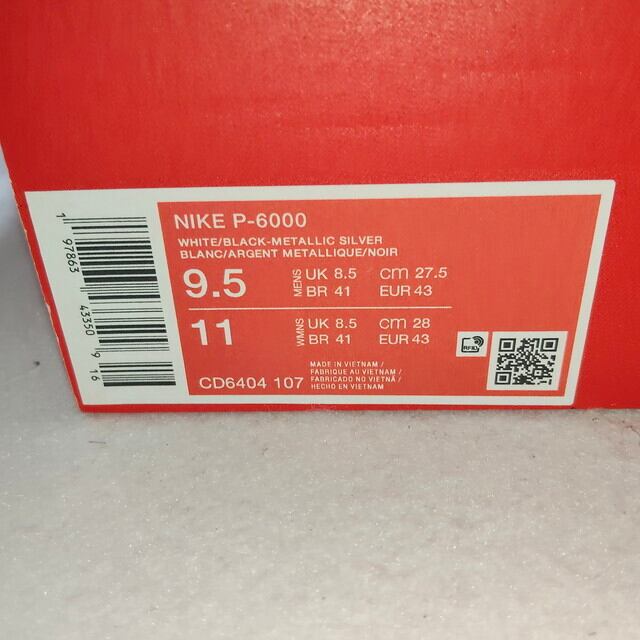 NIKE P-6000
WHITE/BLACK-METALLIC SILVER
BLANC/ARGENT METALLIQUE/NOIR
9.5 MENS UK 8.5 cm 27.5
BR 41 EUR 43
11 WMNS UK 8.5 cm 28
BR 41 EUR 43
MADE IN VIETNAM /
FABRIQUE AU VIETNAM /
FABRICADO NO VIETNÃ /
HECHO EN VIETNAM
CD6404 107
RFID
1 97863 43350 9 16